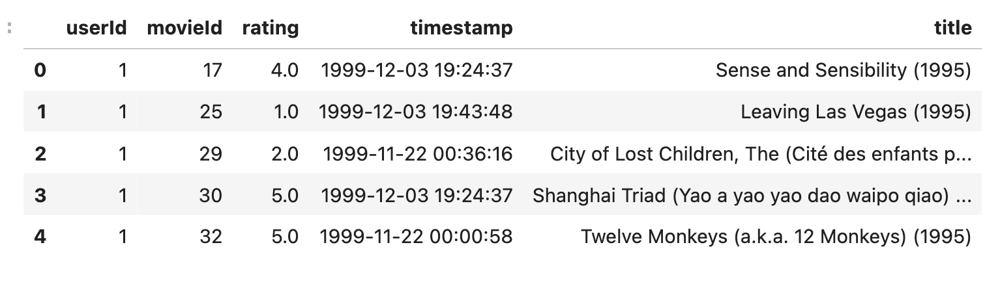 : userId movieId rating timestamp title
0 1 17 4.0 1999-12-03 19:24:37 Sense and Sensibility (1995)
1 1 25 1.0 1999-12-03 19:43:48 Leaving Las Vegas (1995)
2 1 29 2.0 1999-11-22 00:36:16 City of Lost Children, The (Cité des enfants p...
3 1 30 5.0 1999-12-03 19:24:37 Shanghai Triad (Yao a yao yao dao waipo qiao) ...
4 1 32 5.0 1999-11-22 00:00:58 Twelve Monkeys (a.k.a. 12 Monkeys) (1995)